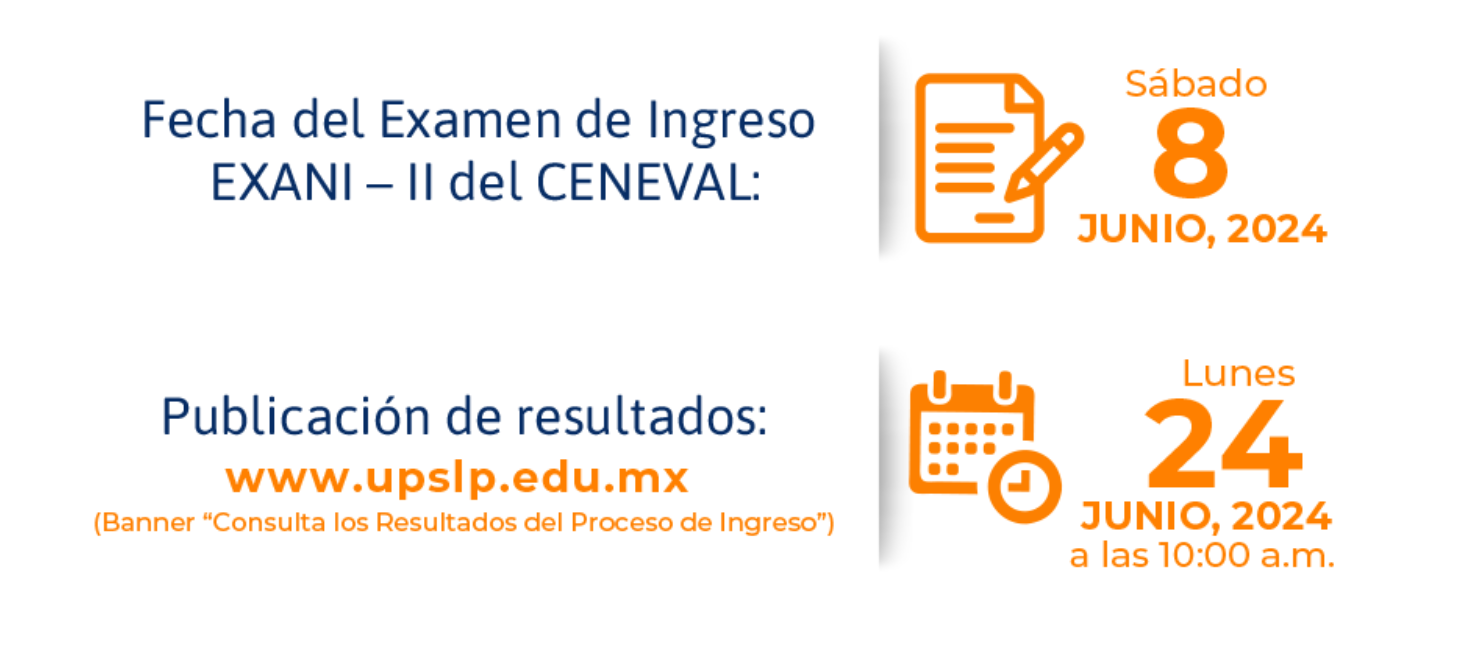 Fecha del Examen de Ingreso
EXANI – II del CENEVAL:
Sábado
8
JUNIO, 2024
Publicación de resultados:
www.upslp.edu.mx
(Banner “Consulta los Resultados del Proceso de Ingreso”)
Lunes
24
JUNIO, 2024
a las 10:00 a.m.